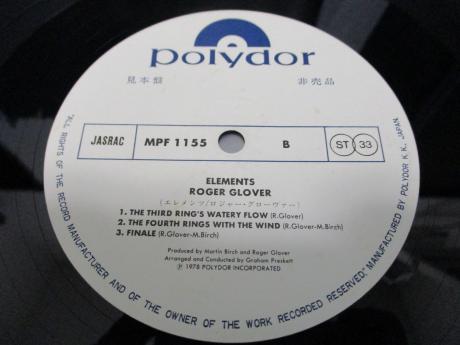 polydor
見本盤 非売品
JASRAC MPF 1155 B ST 33
ELEMENTS
ROGER GLOVER
(エレメンツ/ロジャー・グローヴァー)
1. THE THIRD RING'S WATERY FLOW (R.Glover)
2. THE FOURTH RINGS WITH THE WIND (R.Glover-M.Birch)
3. FINALE (R.Glover-M.Birch)
Produced by Martin Birch and Roger Glover
Arranged and Conducted by Graham Preskett
Ⓟ 1978 POLYDOR INCORPORATED
"ALL RIGHTS OF THE RECORD MANUFACTURER AND OF THE OWNER OF THE WORK RECORDED RESERVED" MANUFACTURED BY POLYDOR K.K., JAPAN.